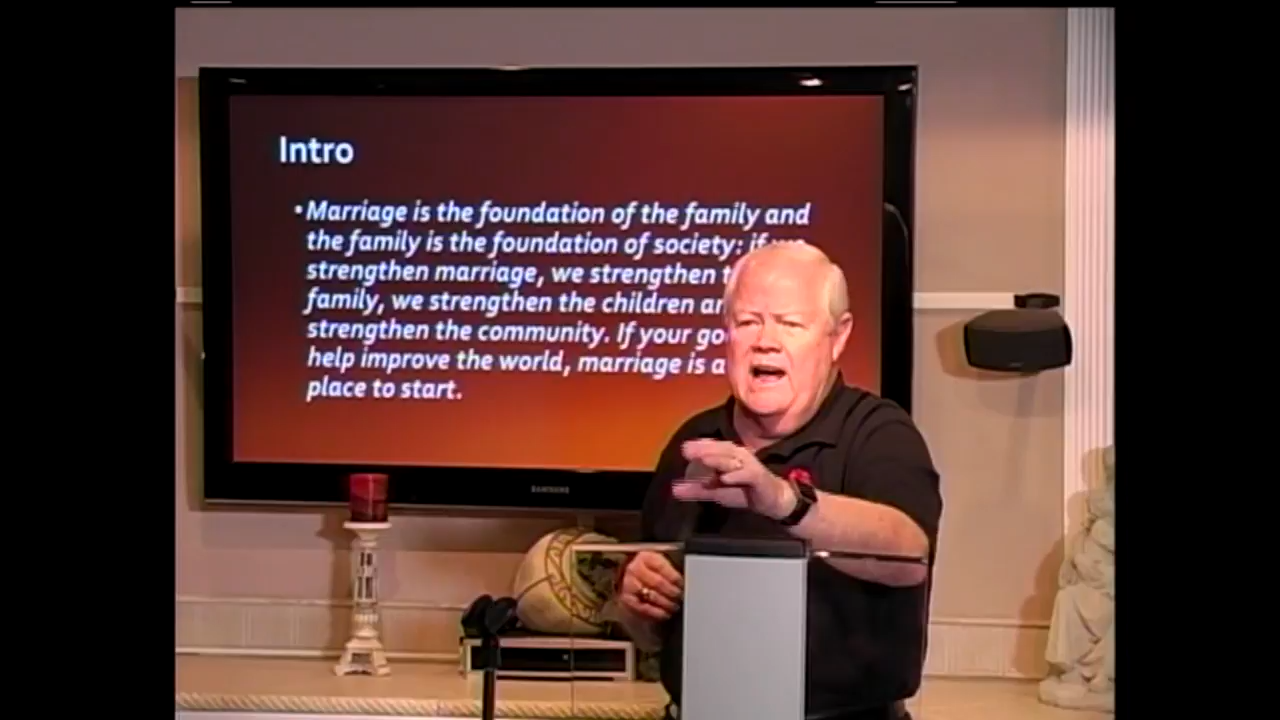 Intro
• Marriage is the foundation of the family and
the family is the foundation of society: if we
strengthen marriage, we strengthen
family, we strengthen the children
strengthen the community. If your
help improve the world, marriage is a
place to start.
SAMSUNG